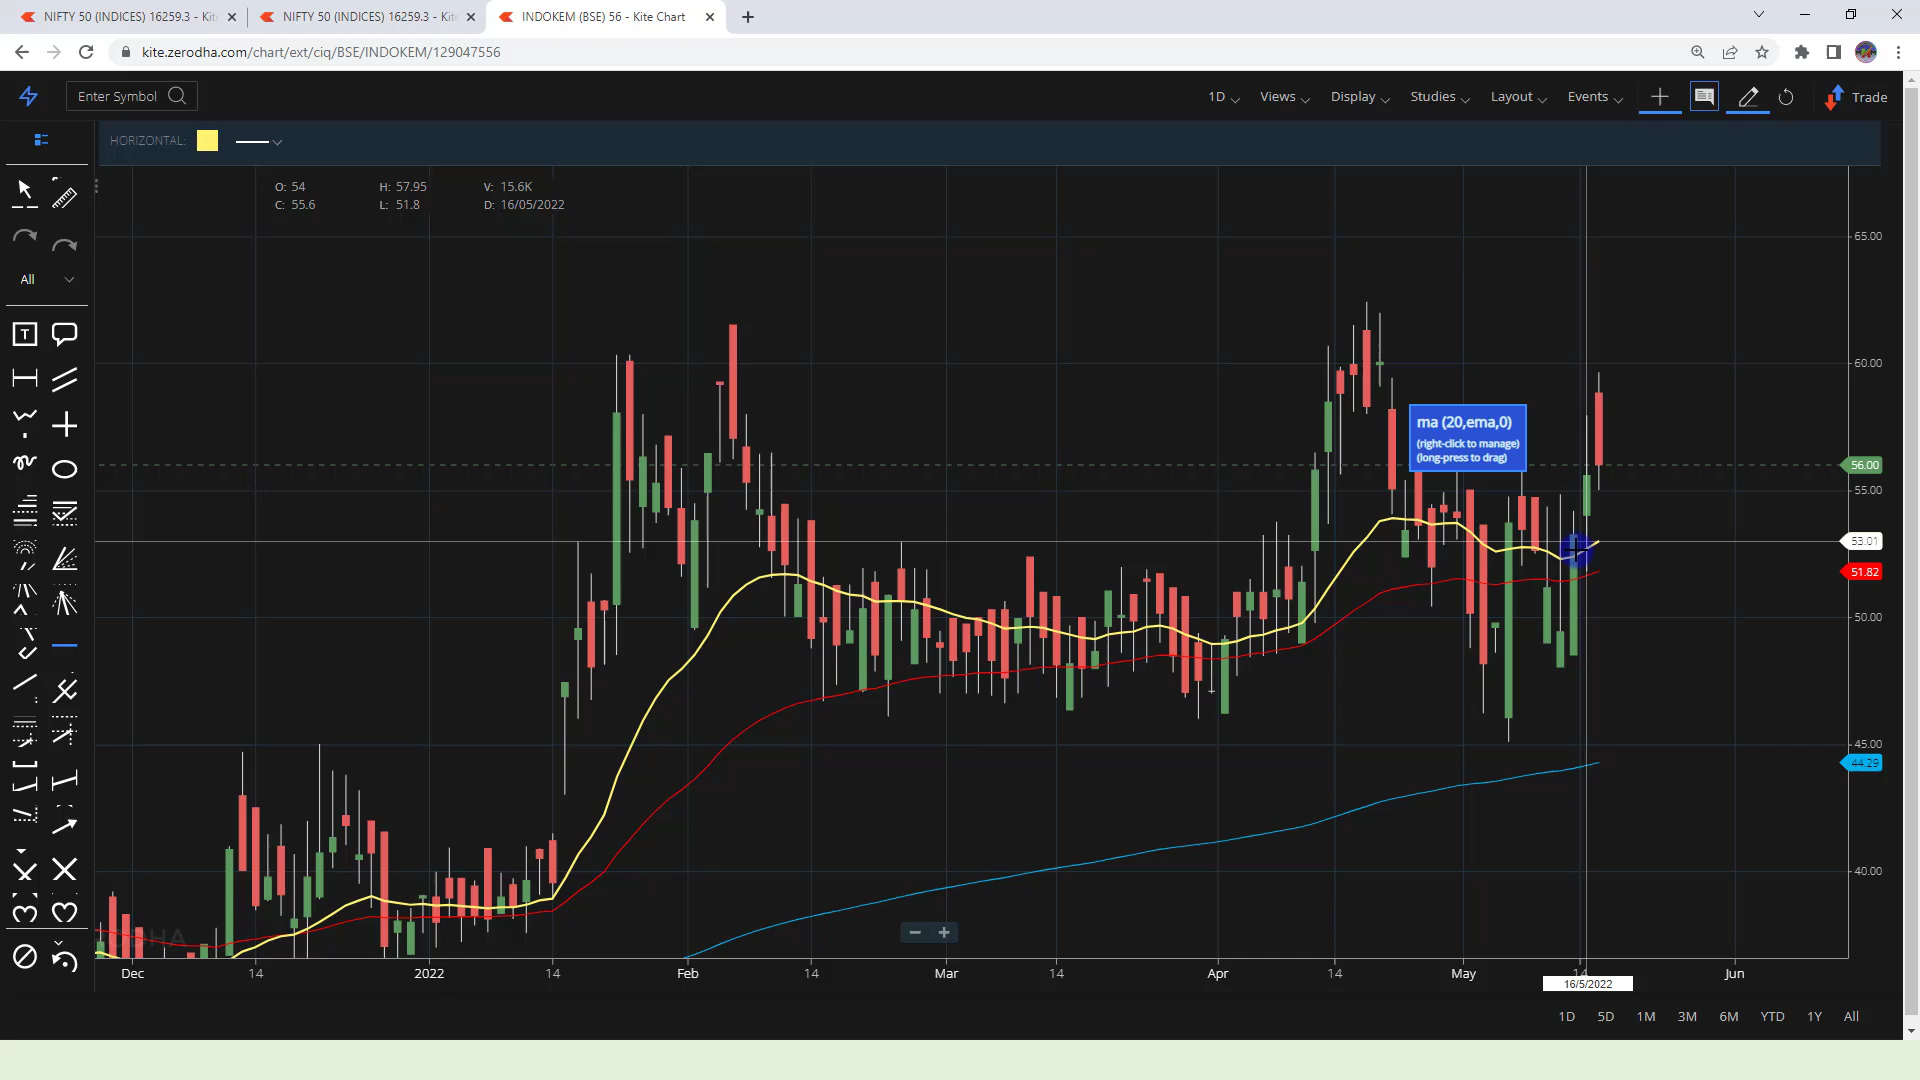 NIFTY 50 (INDICES) 16259.3 - Kite
NIFTY 50 (INDICES) 16259.3 - Kite
INDOKEM (BSE) 56 - Kite Chart
kite.zerodha.com/chart/ext/ciq/BSE/INDOKEM/129047556
Enter Symbol
1D
Views
Display
Studies
Layout
Events
Trade
HORIZONTAL:
O: 54 H: 57.95 V: 15.6K
C: 55.6 L: 51.8 D: 16/05/2022
All
T
65.00
60.00
ma (20,ema,0)
(right-click to manage)
(long-press to drag)
56.00
55.00
53.01
51.82
50.00
45.00
44.29
40.00
Dec 14 2022 14 Feb 14 Mar 14 Apr 14 May 14 Jun
16/5/2022
1D 5D 1M 3M 6M YTD 1Y All